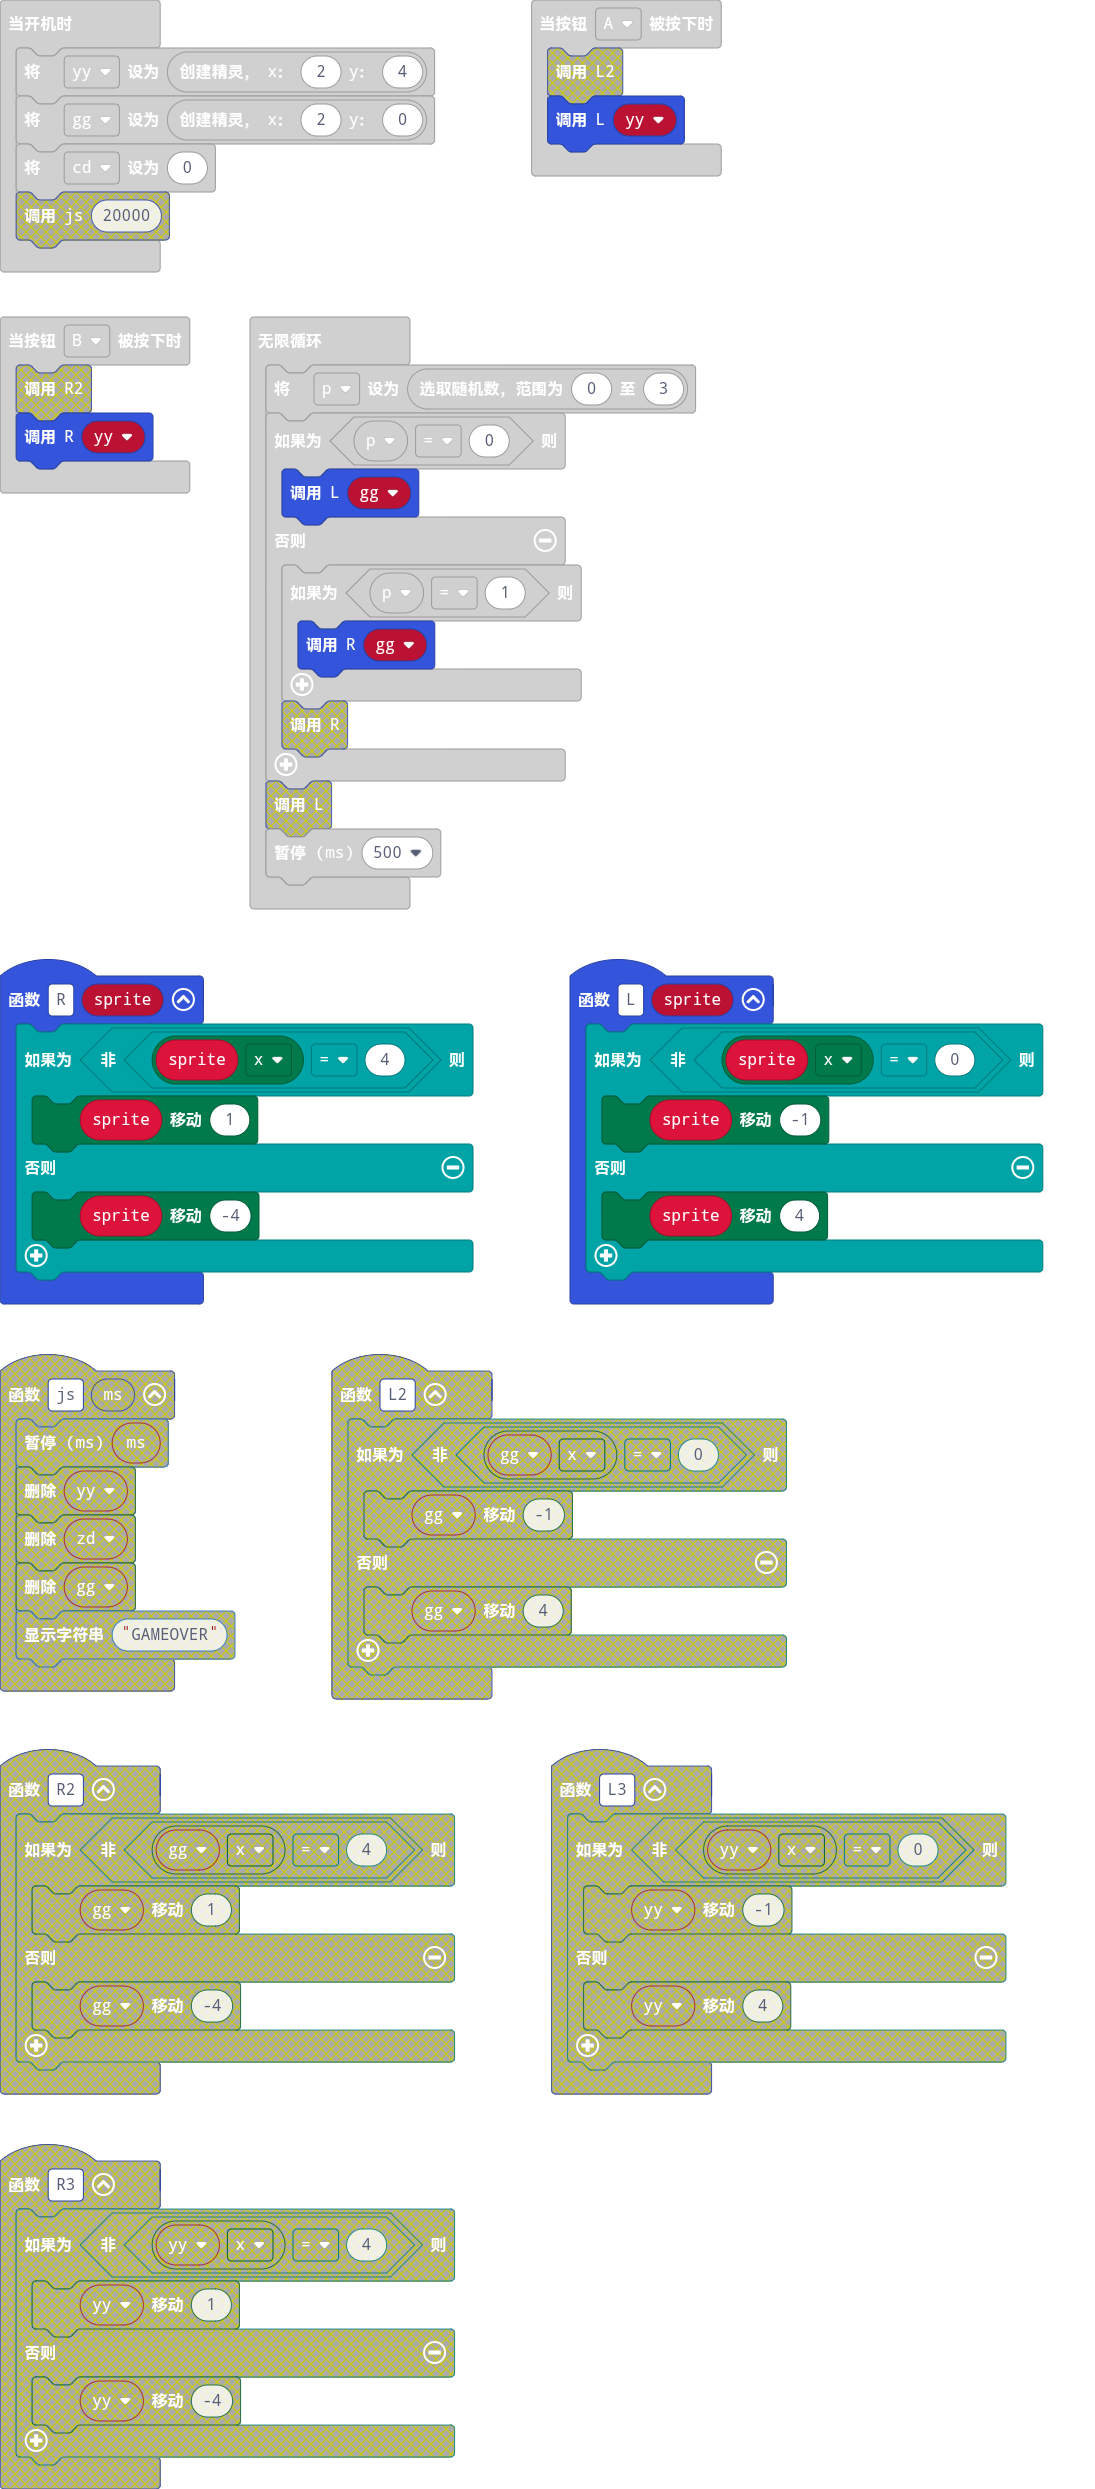 当开机时
将 yy 设为 创建精灵， x: 2 y: 4
将 gg 设为 创建精灵， x: 2 y: 0
将 cd 设为 0
调用 js 20000
当按钮 A 被按下时
调用 L2
调用 L yy
当按钮 B 被按下时
调用 R2
调用 R yy
无限循环
将 p 设为 选取随机数，范围为 0 至 3
如果为 p = 0 则
调用 L gg
否则
如果为 p = 1 则
调用 R gg
调用 R
调用 L
暂停 (ms) 500
函数 R sprite
如果为 非 sprite x = 4 则
sprite 移动 1
否则
sprite 移动 -4
函数 L sprite
如果为 非 sprite x = 0 则
sprite 移动 -1
否则
sprite 移动 4
函数 js ms
暂停 (ms) ms
删除 yy
删除 zd
删除 gg
显示字符串 "GAMEOVER"
函数 L2
如果为 非 gg x = 0 则
gg 移动 -1
否则
gg 移动 4
函数 R2
如果为 非 gg x = 4 则
gg 移动 1
否则
gg 移动 -4
函数 L3
如果为 非 yy x = 0 则
yy 移动 -1
否则
yy 移动 4
函数 R3
如果为 非 yy x = 4 则
yy 移动 1
否则
yy 移动 -4